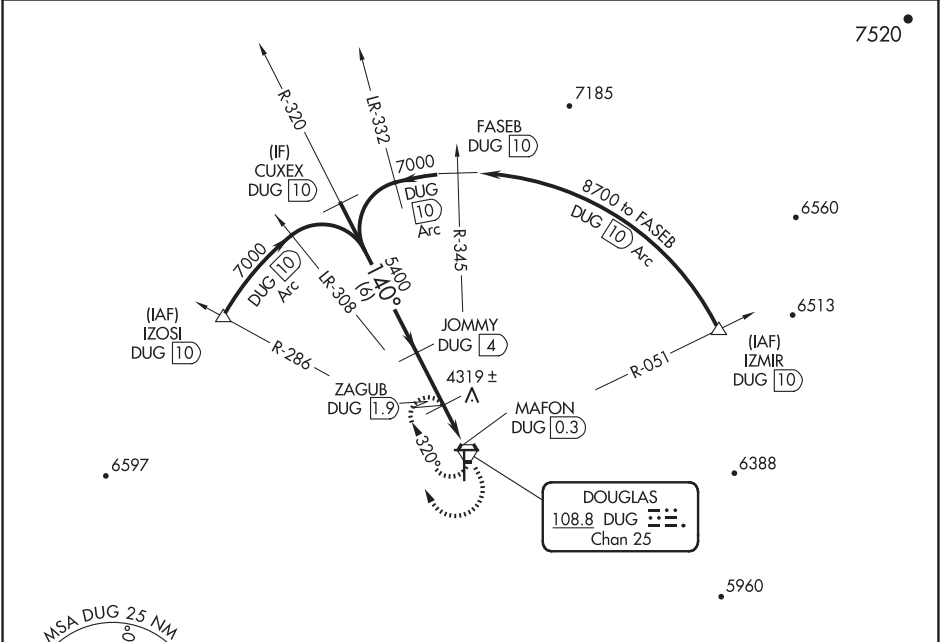 7520
7185
R-320
LR-332
FASEB
DUG 10
(IF)
CUXEX
DUG 10
7000
DUG
10
Arc
8700 to FASEB
DUG 10 Arc
6560
7000
DUG 10
Arc
LR-308
5400
140°
(6)
R-345
6513
(IAF)
IZOSI
DUG 10
R-286
JOMMY
DUG 4
(IAF)
IZMIR
DUG 10
R-051
ZAGUB
DUG 1.9
4319 ±
MAFON
DUG 0.3
320°
6597
6388
DOUGLAS
108.8 DUG
Chan 25
5960
MSA DUG 25 NM